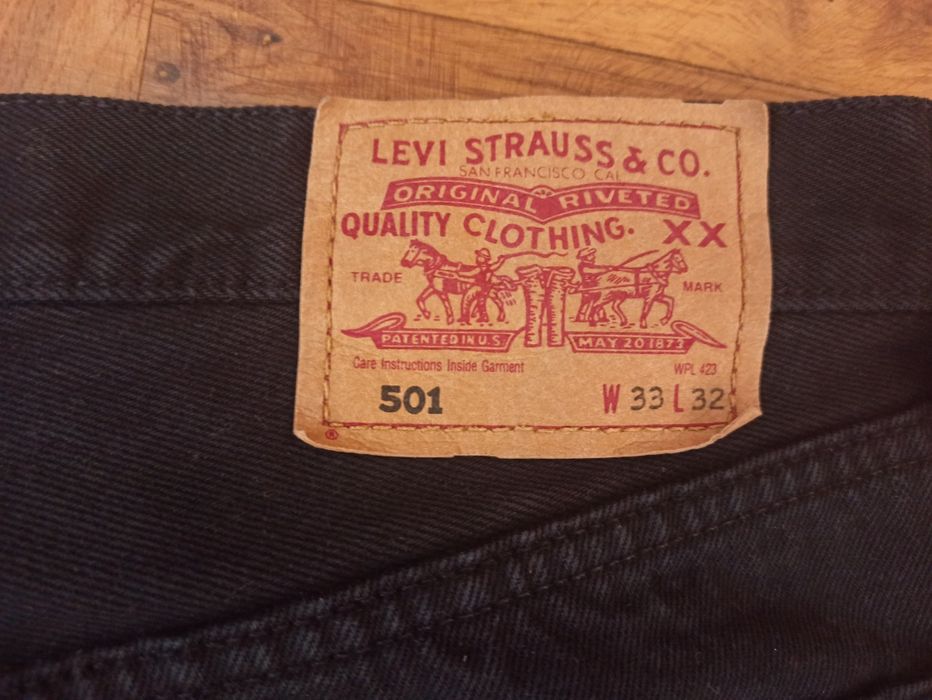 LEVI STRAUSS & CO.
SAN FRANCISCO CAL
ORIGINAL RIVETED
QUALITY CLOTHING. XX
TRADE MARK
PATENTED IN U.S. MAY 20 1873
Care Instructions Inside Garment WPL 423
501 W 33 L 32
®